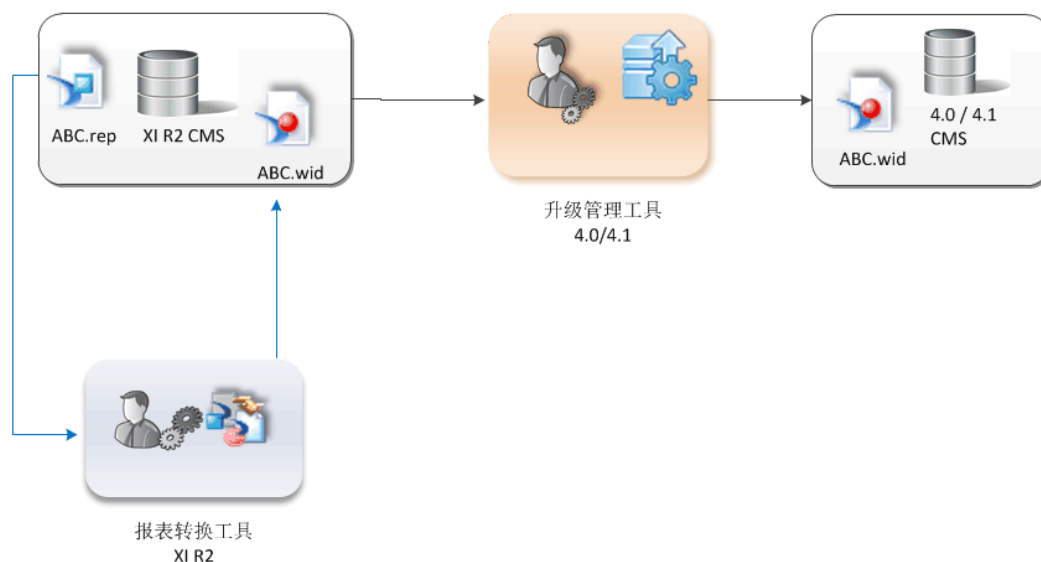 ABC.rep
XI R2 CMS
ABC.wid
升级管理工具
4.0/4.1
ABC.wid
4.0 / 4.1
CMS
报表转换工具
XI R2